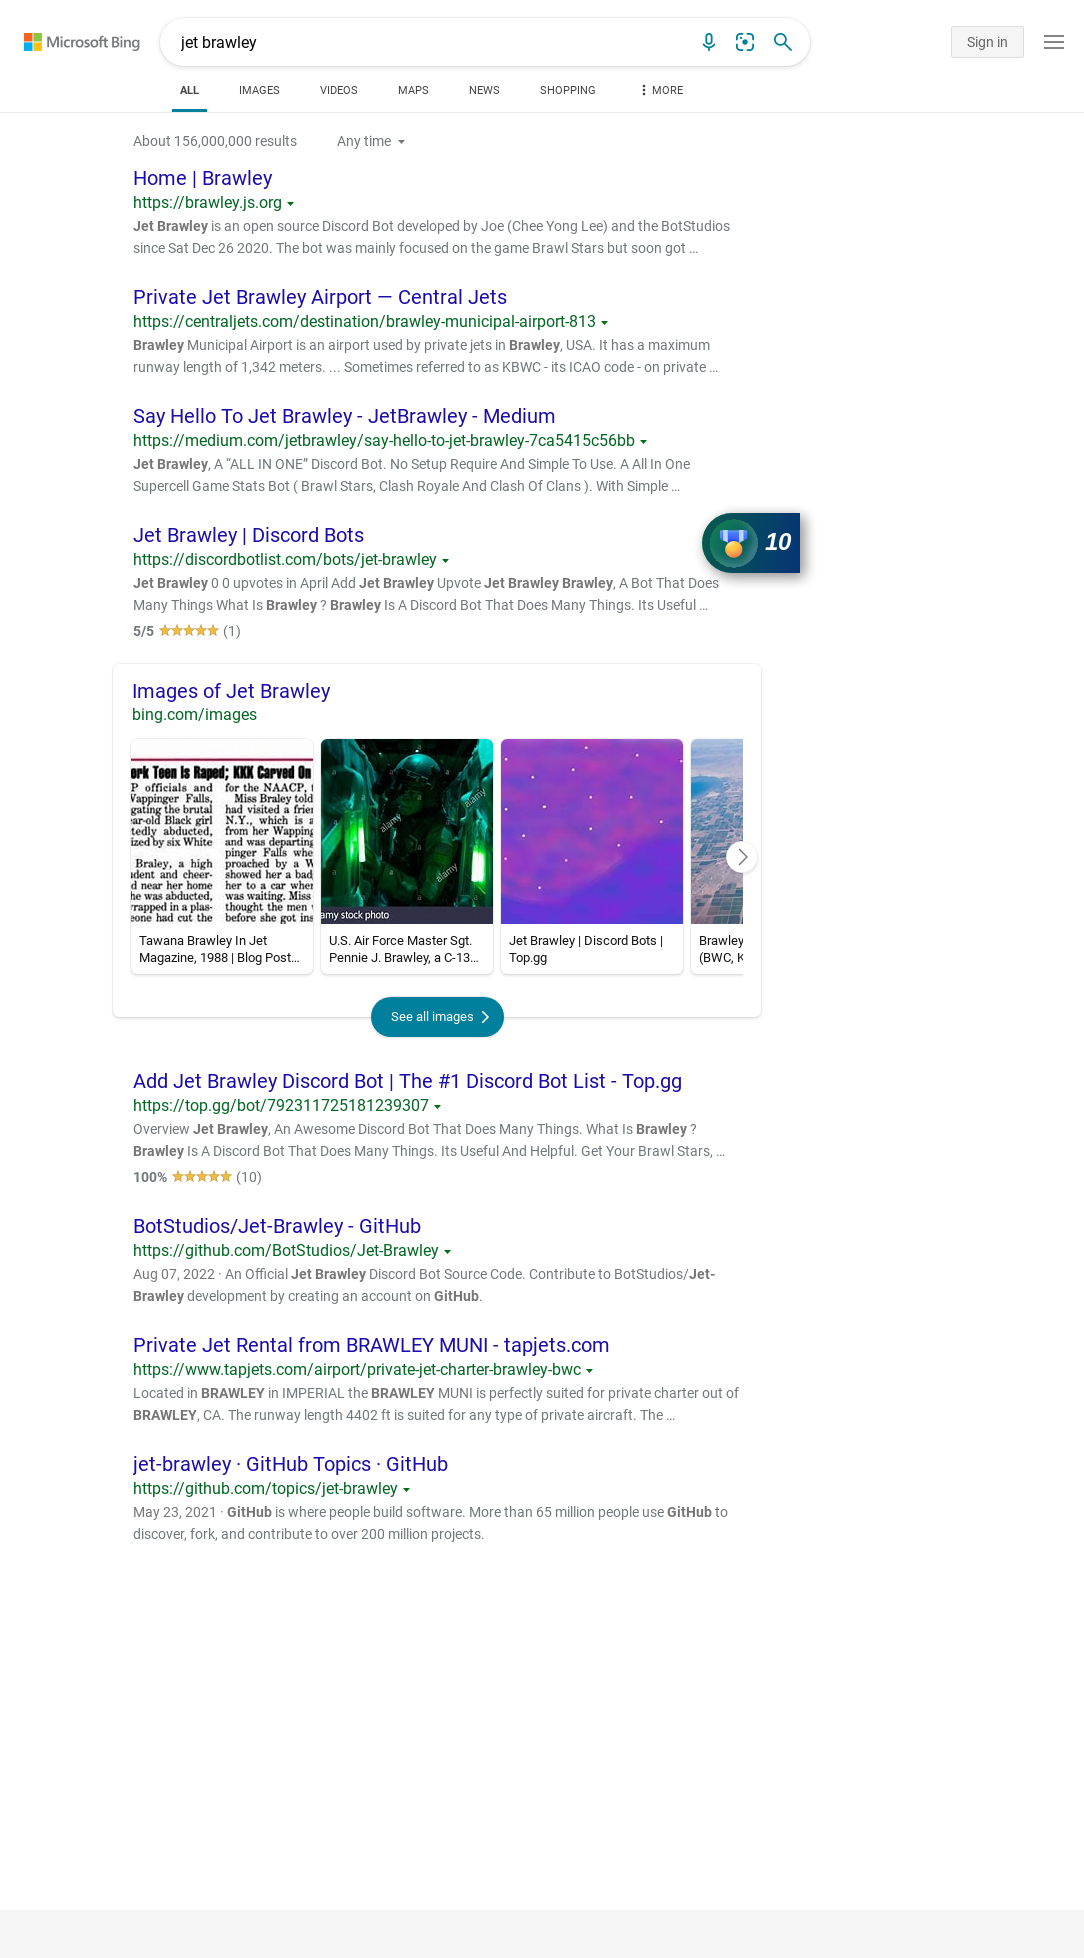 Microsoft Bing
jet brawley
Sign in
ALL IMAGES VIDEOS MAPS NEWS SHOPPING MORE
About 156,000,000 results Any time
Home | Brawley
https://brawley.js.org
Jet Brawley is an open source Discord Bot developed by Joe (Chee Yong Lee) and the BotStudios
since Sat Dec 26 2020. The bot was mainly focused on the game Brawl Stars but soon got ...
Private Jet Brawley Airport — Central Jets
https://centraljets.com/destination/brawley-municipal-airport-813
Brawley Municipal Airport is an airport used by private jets in Brawley, USA. It has a maximum
runway length of 1,342 meters. ... Sometimes referred to as KBWC - its ICAO code - on private ...
Say Hello To Jet Brawley - JetBrawley - Medium
https://medium.com/jetbrawley/say-hello-to-jet-brawley-7ca5415c56bb
Jet Brawley, A “ALL IN ONE” Discord Bot. No Setup Require And Simple To Use. A All In One
Supercell Game Stats Bot ( Brawl Stars, Clash Royale And Clash Of Clans ). With Simple ...
Jet Brawley | Discord Bots
https://discordbotlist.com/bots/jet-brawley
10
Jet Brawley 0 0 upvotes in April Add Jet Brawley Upvote Jet Brawley Brawley, A Bot That Does
Many Things What Is Brawley ? Brawley Is A Discord Bot That Does Many Things. Its Useful ...
5/5 (1)
Images of Jet Brawley
bing.com/images
ork Teen Is Raped; KKK Carved On
P officials and
Wappinger Falls,
gating the brutal
ear-old Black girl
tedly abducted,
ized by six White
Braley, a high
dent and cheer-
d near her home
he was abducted,
wrapped in a plas-
eone had cut the
for the NAACP, t
Miss Braley told
had visited a frien
N.Y., which is a
from her Wapping
and was departing
pinger Falls whe
proached by a W
showed her a bad
her to a car wher
was waiting. Miss
thought the men w
before she got ins
alamy
alamy
alamy
amy stock photo
Tawana Brawley In Jet
Magazine, 1988 | Blog Post...
U.S. Air Force Master Sgt.
Pennie J. Brawley, a C-13...
Jet Brawley | Discord Bots |
Top.gg
Brawley
(BWC, K
See all images
Add Jet Brawley Discord Bot | The #1 Discord Bot List - Top.gg
https://top.gg/bot/792311725181239307
Overview Jet Brawley, An Awesome Discord Bot That Does Many Things. What Is Brawley ?
Brawley Is A Discord Bot That Does Many Things. Its Useful And Helpful. Get Your Brawl Stars, ...
100% (10)
BotStudios/Jet-Brawley - GitHub
https://github.com/BotStudios/Jet-Brawley
Aug 07, 2022 · An Official Jet Brawley Discord Bot Source Code. Contribute to BotStudios/Jet-
Brawley development by creating an account on GitHub.
Private Jet Rental from BRAWLEY MUNI - tapjets.com
https://www.tapjets.com/airport/private-jet-charter-brawley-bwc
Located in BRAWLEY in IMPERIAL the BRAWLEY MUNI is perfectly suited for private charter out of
BRAWLEY, CA. The runway length 4402 ft is suited for any type of private aircraft. The ...
jet-brawley · GitHub Topics · GitHub
https://github.com/topics/jet-brawley
May 23, 2021 · GitHub is where people build software. More than 65 million people use GitHub to
discover, fork, and contribute to over 200 million projects.